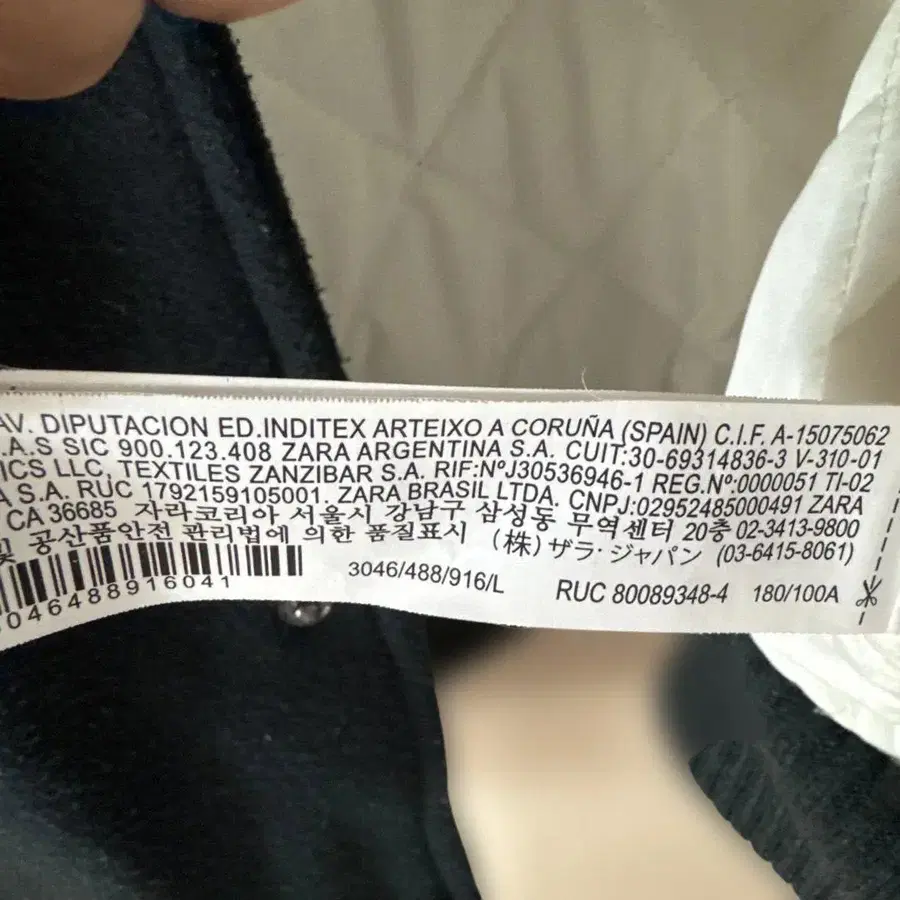 AV. DIPUTACION ED.INDITEX ARTEIXO A CORUÑA (SPAIN) C.I.F. A-15075062
.A.S SIC 900.123.408 ZARA ARGENTINA S.A. CUIT:30-69314836-3 V-310-01
ICS LLC, TEXTILES ZANZIBAR S.A. RIF:NºJ30536946-1 REG.Nº:0000051 TI-02
A S.A. RUC 1792159105001. ZARA BRASIL LTDA. CNPJ:02952485000491 ZARA
CA 36685 자라코리아 서울시 강남구 삼성동 무역센터 20층 02-3413-9800
및 공산품안전 관리법에 의한 품질표시 (株)ザラ・ジャパン (03-6415-8061)
0046488916041
3046/488/916/L RUC 80089348-4 180/100A